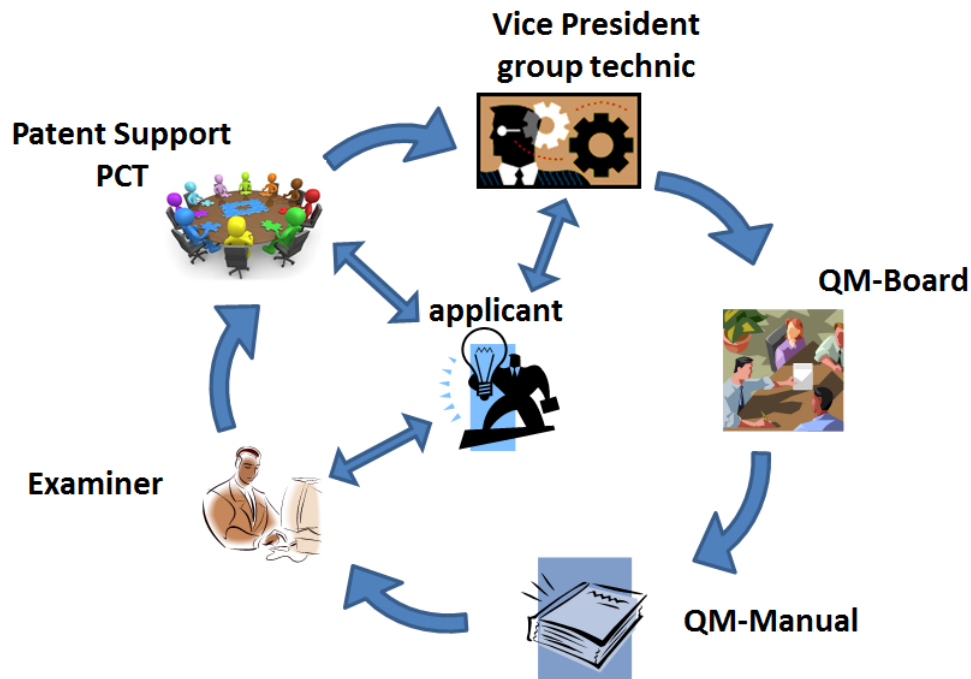 Vice President
group technic
Patent Support
PCT
QM-Board
applicant
Examiner
QM-Manual